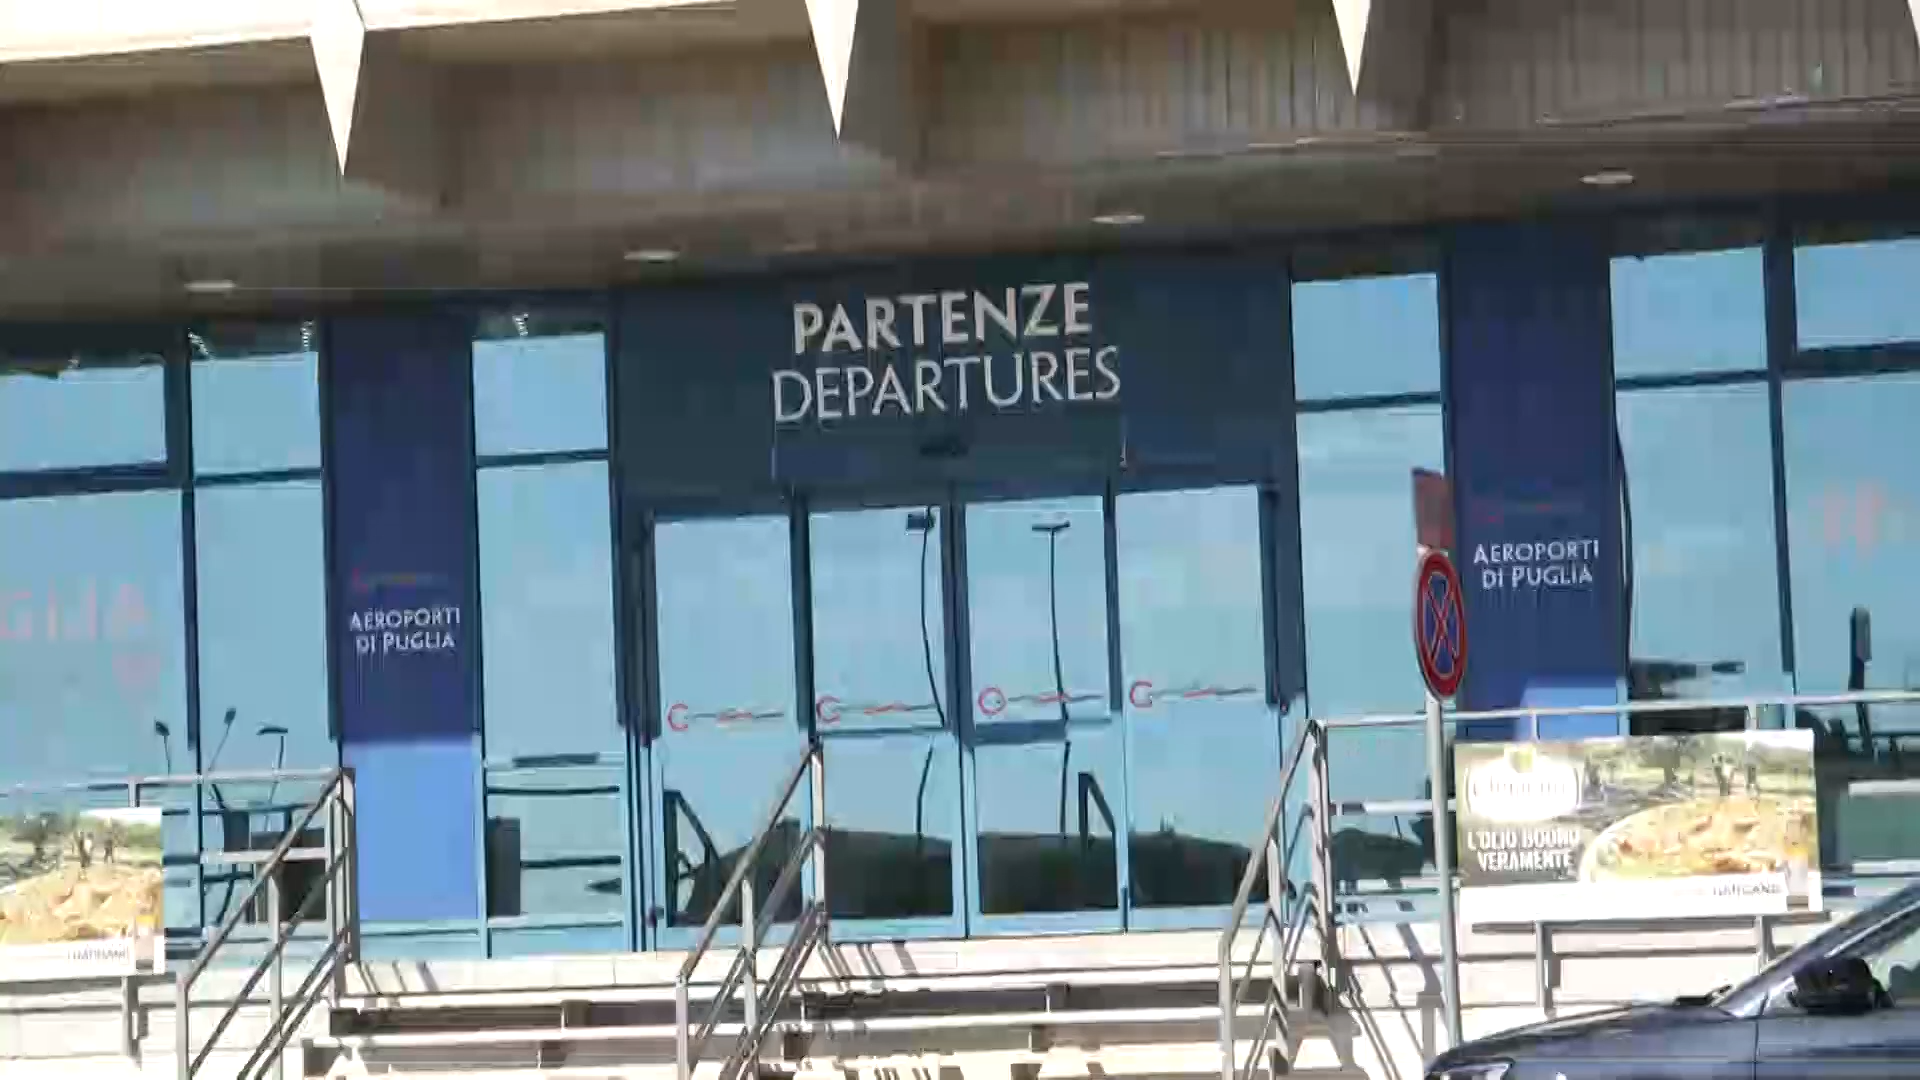 PARTENZE
DEPARTURES
AEROPORTI
DI PUGLIA
AEROPORTI
DI PUGLIA
L'OLIO BUONO
VERAMENTE